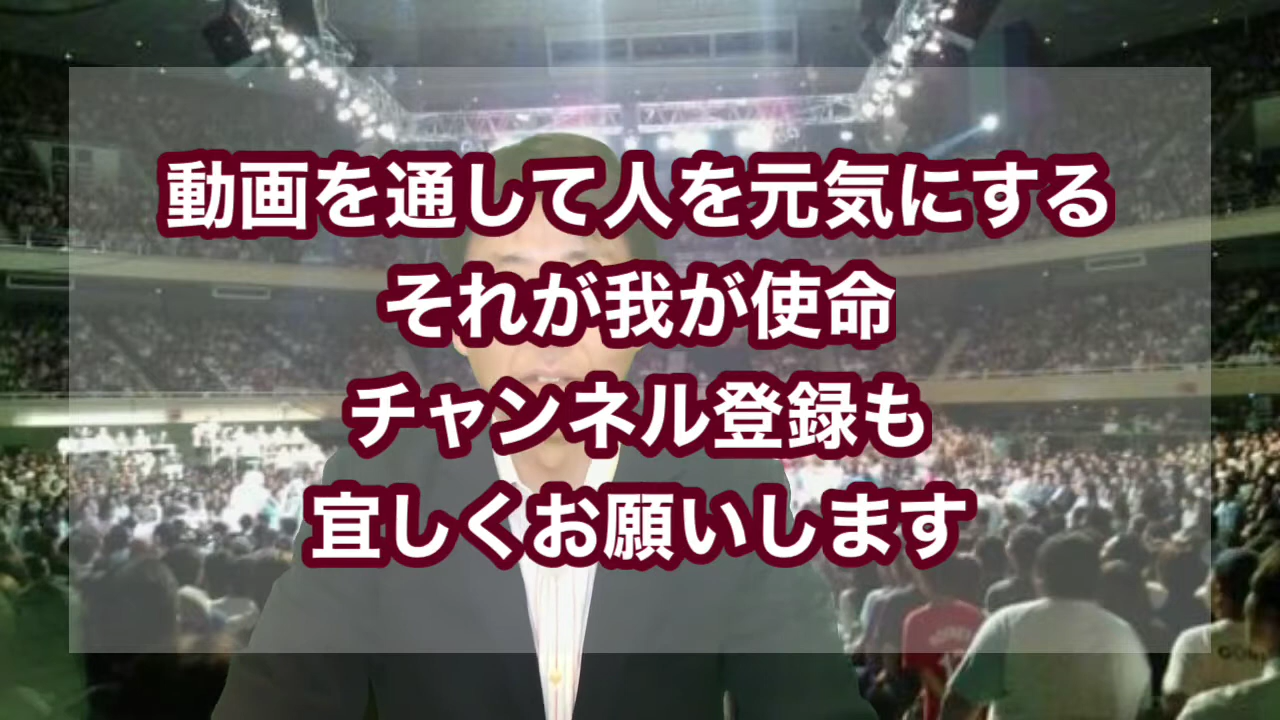 動画を通して人を元気にする
それが我が使命
チャンネル登録も
宜しくお願いします